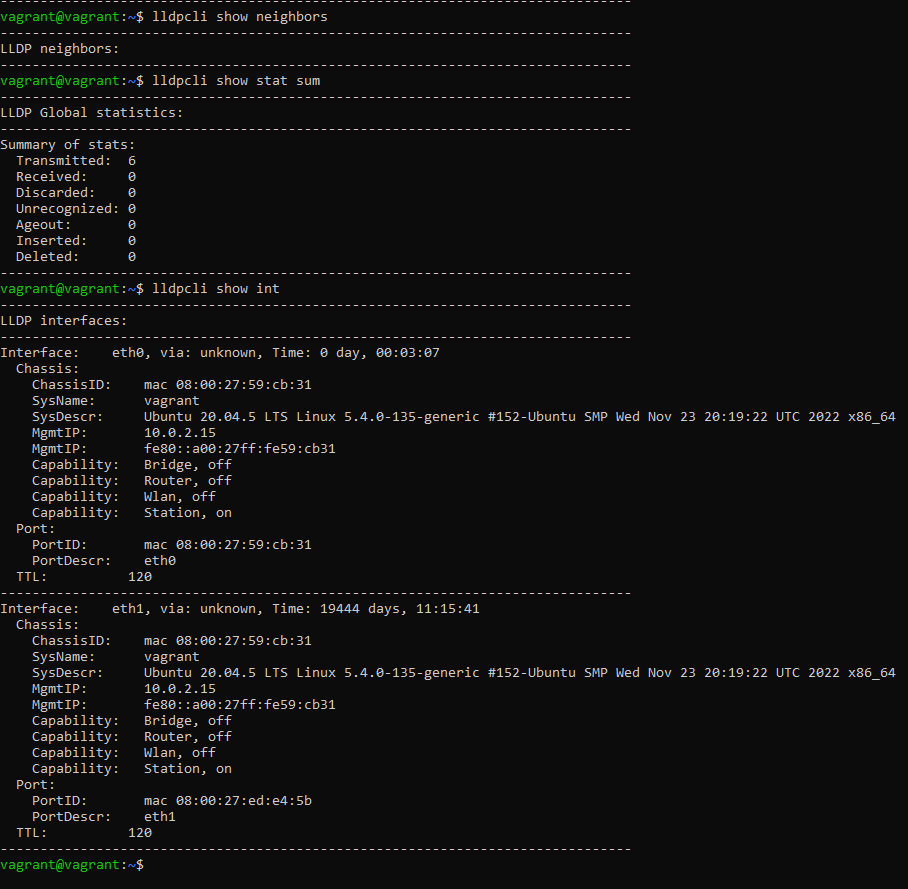 -------------------------------------------------------------------------------
vagrant@vagrant:~$ lldpcli show neighbors
-------------------------------------------------------------------------------
LLDP neighbors:
-------------------------------------------------------------------------------
vagrant@vagrant:~$ lldpcli show stat sum
-------------------------------------------------------------------------------
LLDP Global statistics:
-------------------------------------------------------------------------------
Summary of stats:
  Transmitted:  6
  Received:     0
  Discarded:    0
  Unrecognized: 0
  Ageout:       0
  Inserted:     0
  Deleted:      0
-------------------------------------------------------------------------------
vagrant@vagrant:~$ lldpcli show int
-------------------------------------------------------------------------------
LLDP interfaces:
-------------------------------------------------------------------------------
Interface:    eth0, via: unknown, Time: 0 day, 00:03:07
  Chassis:
    ChassisID:    mac 08:00:27:59:cb:31
    SysName:      vagrant
    SysDescr:     Ubuntu 20.04.5 LTS Linux 5.4.0-135-generic #152-Ubuntu SMP Wed Nov 23 20:19:22 UTC 2022 x86_64
    MgmtIP:       10.0.2.15
    MgmtIP:       fe80::a00:27ff:fe59:cb31
    Capability:   Bridge, off
    Capability:   Router, off
    Capability:   Wlan, off
    Capability:   Station, on
  Port:
    PortID:       mac 08:00:27:59:cb:31
    PortDescr:    eth0
  TTL:          120
-------------------------------------------------------------------------------
Interface:    eth1, via: unknown, Time: 19444 days, 11:15:41
  Chassis:
    ChassisID:    mac 08:00:27:59:cb:31
    SysName:      vagrant
    SysDescr:     Ubuntu 20.04.5 LTS Linux 5.4.0-135-generic #152-Ubuntu SMP Wed Nov 23 20:19:22 UTC 2022 x86_64
    MgmtIP:       10.0.2.15
    MgmtIP:       fe80::a00:27ff:fe59:cb31
    Capability:   Bridge, off
    Capability:   Router, off
    Capability:   Wlan, off
    Capability:   Station, on
  Port:
    PortID:       mac 08:00:27:ed:e4:5b
    PortDescr:    eth1
  TTL:          120
-------------------------------------------------------------------------------
vagrant@vagrant:~$